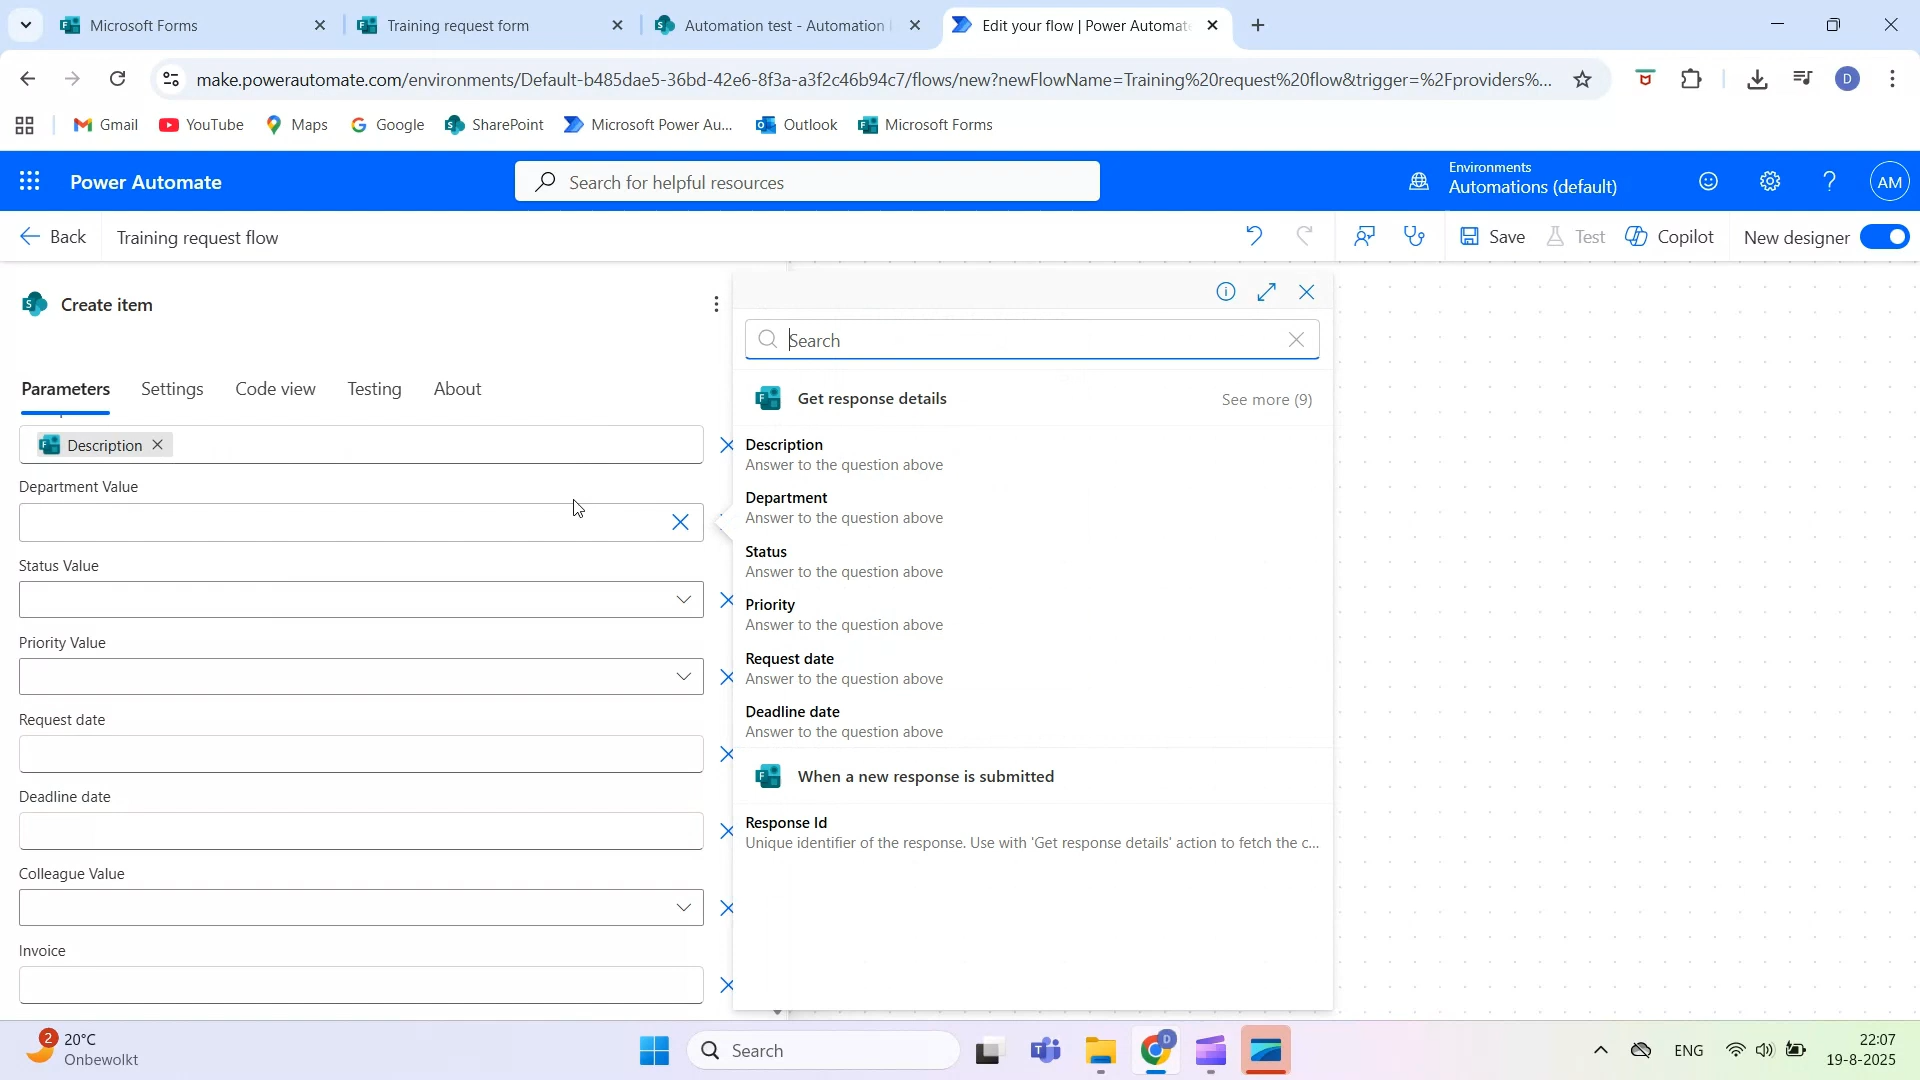 Microsoft Forms
Training request form
Automation test - Automation
Edit your flow | Power Automate
make.powerautomate.com/environments/Default-b485dae5-36bd-42e6-8f3a-a3f2c46b94c7/flows/new?newFlowName=Training%20request%20flow&trigger=%2Fproviders%...
D
Gmail
YouTube
Maps
Google
SharePoint
Microsoft Power Au...
Outlook
Microsoft Forms
Power Automate
Search for helpful resources
Environments
Automations (default)
AM
Back
Training request flow
Save
Test
Copilot
New designer
Create item
Parameters
Settings
Code view
Testing
About
Description
Department Value
Status Value
Priority Value
Request date
Deadline date
Colleague Value
Invoice
Search
Get response details
See more (9)
Description
Answer to the question above
Department
Answer to the question above
Status
Answer to the question above
Priority
Answer to the question above
Request date
Answer to the question above
Deadline date
Answer to the question above
When a new response is submitted
Response Id
Unique identifier of the response. Use with 'Get response details' action to fetch the c...
2
20°C
Onbewolkt
Search
D
ENG
22:07
19-8-2025